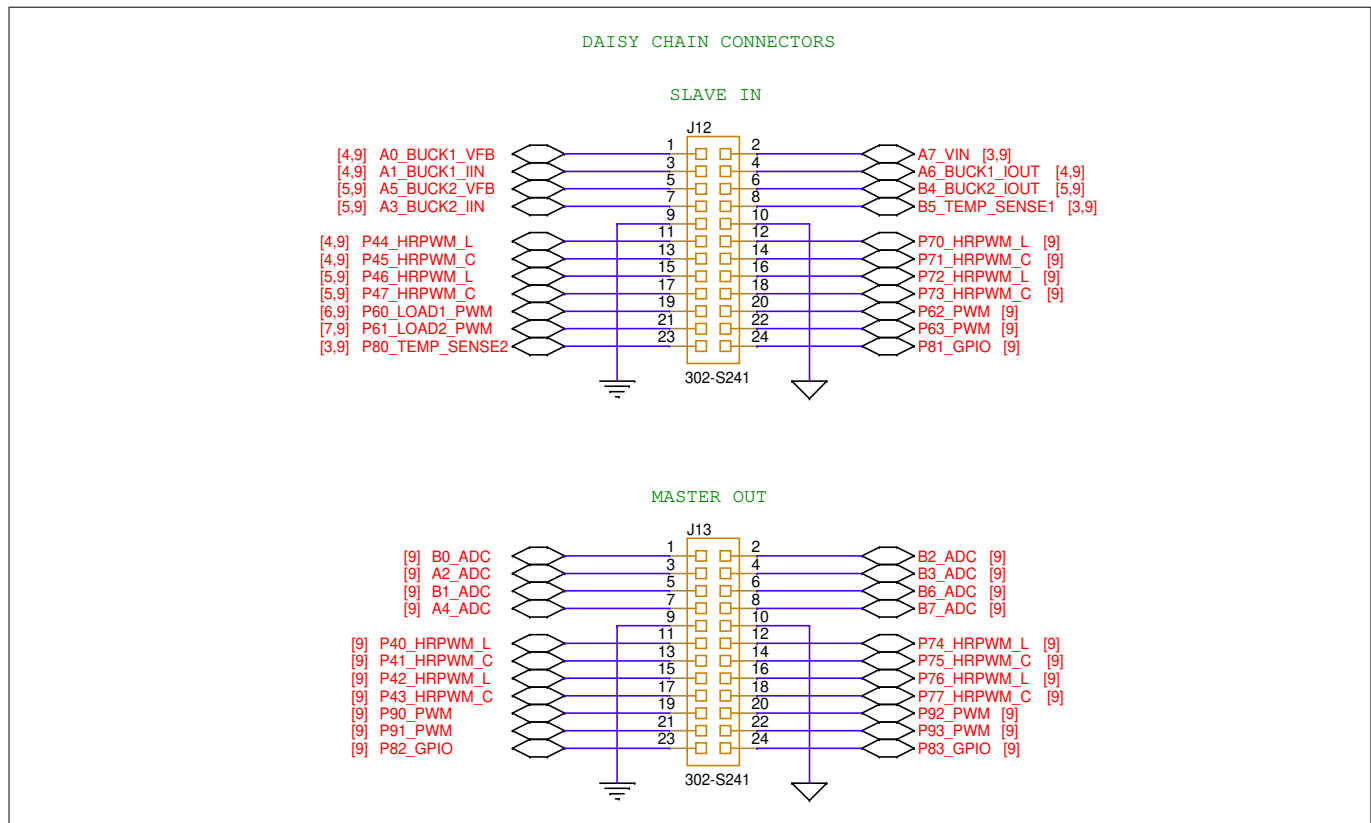 DAISY CHAIN CONNECTORS
SLAVE IN
J12
[4,9] A0_BUCK1_VFB 1 2 A7_VIN [3,9]
[4,9] A1_BUCK1_IIN 3 4 A6_BUCK1_IOUT [4,9]
[5,9] A5_BUCK2_VFB 5 6 B4_BUCK2_IOUT [5,9]
[5,9] A3_BUCK2_IIN 7 8 B5_TEMP_SENSE1 [3,9]
9 10
[4,9] P44_HRPWM_L 11 12 P70_HRPWM_L [9]
[4,9] P45_HRPWM_C 13 14 P71_HRPWM_C [9]
[5,9] P46_HRPWM_L 15 16 P72_HRPWM_L [9]
[5,9] P47_HRPWM_C 17 18 P73_HRPWM_C [9]
[6,9] P60_LOAD1_PWM 19 20 P62_PWM [9]
[7,9] P61_LOAD2_PWM 21 22 P63_PWM [9]
[3,9] P80_TEMP_SENSE2 23 24 P81_GPIO [9]
302-S241
MASTER OUT
J13
[9] B0_ADC 1 2 B2_ADC [9]
[9] A2_ADC 3 4 B3_ADC [9]
[9] B1_ADC 5 6 B6_ADC [9]
[9] A4_ADC 7 8 B7_ADC [9]
9 10
[9] P40_HRPWM_L 11 12 P74_HRPWM_L [9]
[9] P41_HRPWM_C 13 14 P75_HRPWM_C [9]
[9] P42_HRPWM_L 15 16 P76_HRPWM_L [9]
[9] P43_HRPWM_C 17 18 P77_HRPWM_C [9]
[9] P90_PWM 19 20 P92_PWM [9]
[9] P91_PWM 21 22 P93_PWM [9]
[9] P82_GPIO 23 24 P83_GPIO [9]
302-S241